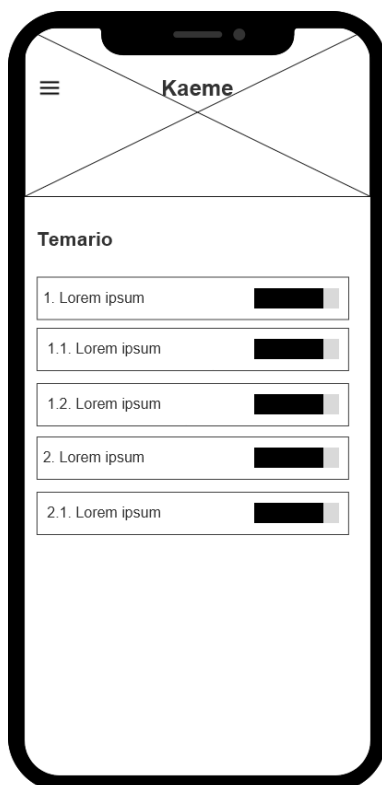 Kaeme
Temario
1. Lorem ipsum
1.1. Lorem ipsum
1.2. Lorem ipsum
2. Lorem ipsum
2.1. Lorem ipsum